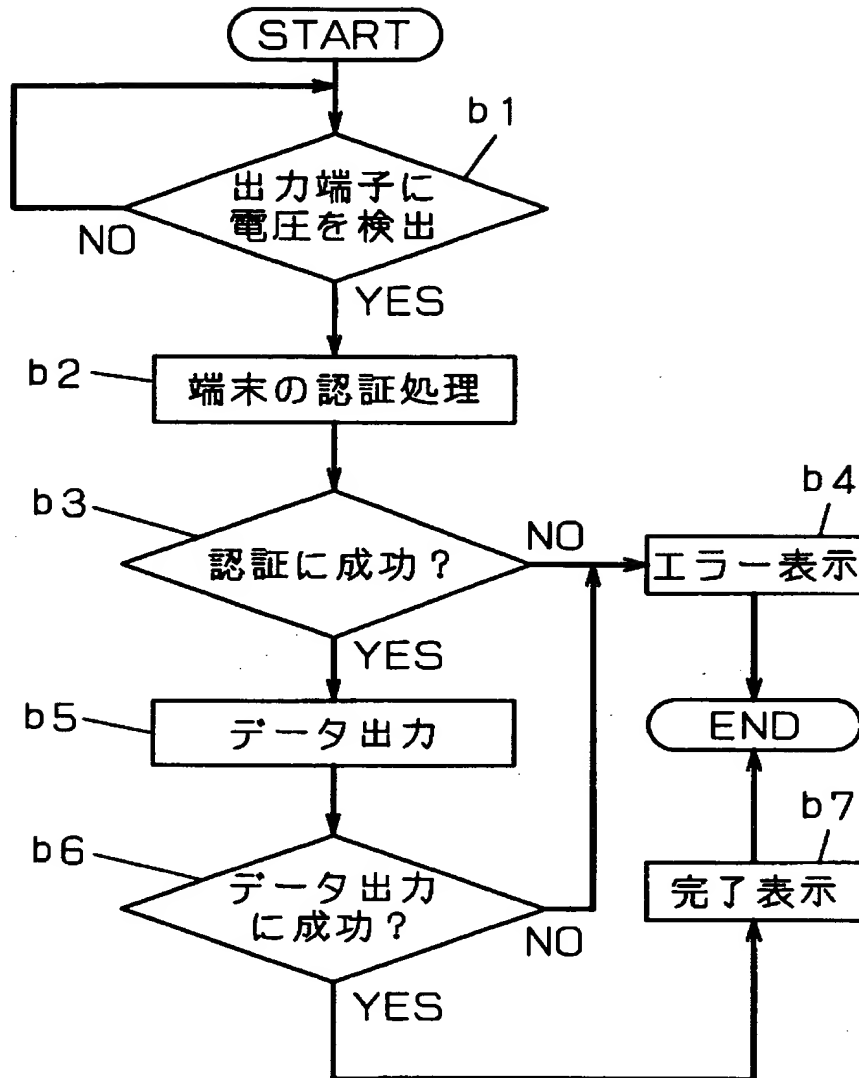 START
b1
出力端子に
電圧を検出
NO
YES
b2
端末の認証処理
b3
認証に成功?
NO
b4
エラー表示
YES
b5
データ出力
END
b7
b6
データ出力
に成功?
完了表示
NO
YES